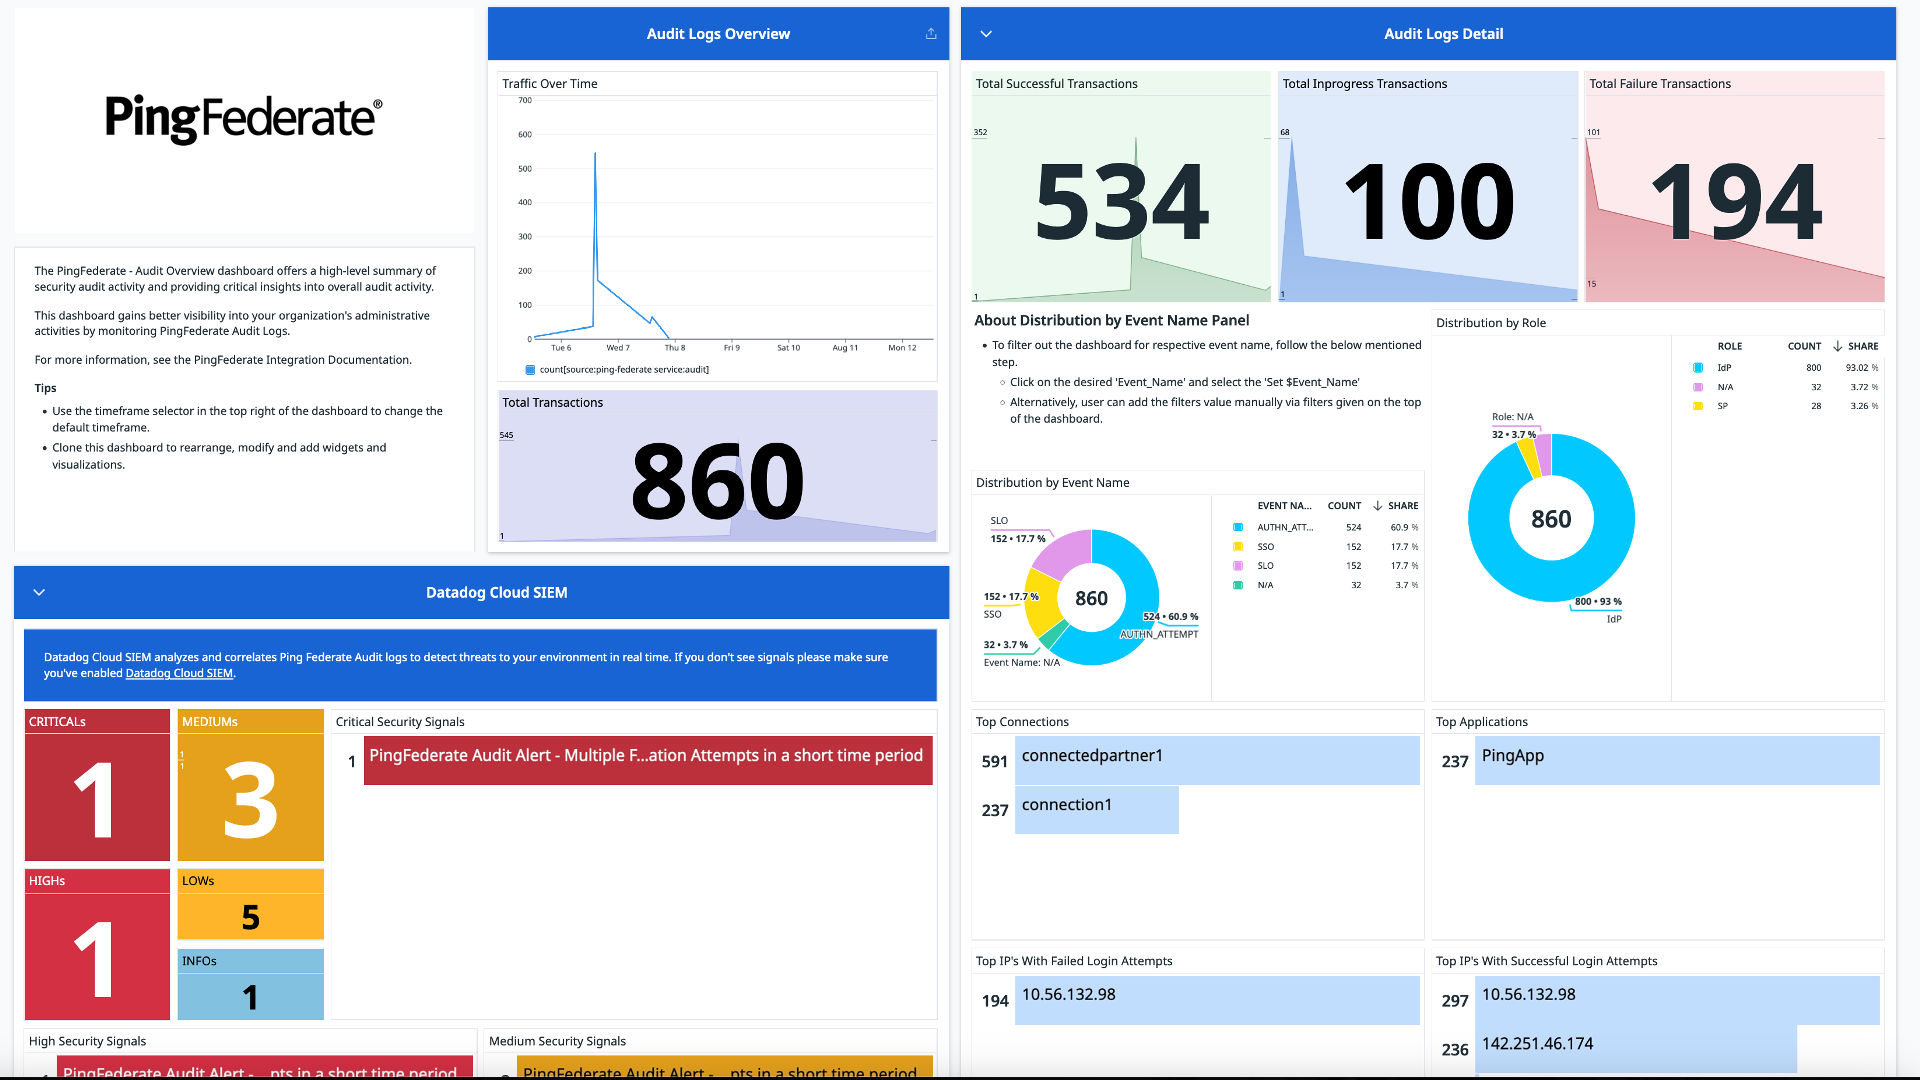 PingFederate®
The PingFederate - Audit Overview dashboard offers a high-level summary of
security audit activity and providing critical insights into overall audit activity.
This dashboard gains better visibility into your organization's administrative
activities by monitoring PingFederate Audit Logs.
For more information, see the PingFederate Integration Documentation.
Tips
• Use the timeframe selector in the top right of the dashboard to change the
default timeframe.
• Clone this dashboard to rearrange, modify and add widgets and
visualizations.
Audit Logs Overview
Traffic Over Time
700
600
500
400
300
200
100
0
Tue 6 Wed 7 Thu 8 Fri 9 Sat 10 Aug 11 Mon 12
count[source:ping-federate service:audit]
Total Transactions
545
860
1
Datadog Cloud SIEM
Datadog Cloud SIEM analyzes and correlates Ping Federate Audit logs to detect threats to your environment in real time. If you don't see signals please make sure
you've enabled Datadog Cloud SIEM.
CRITICALs
1
MEDIUMs
1
1
3
HIGHs
1
LOWs
5
INFOs
1
Critical Security Signals
1 PingFederate Audit Alert - Multiple F...ation Attempts in a short time period
High Security Signals
PingFederate Audit Alert - ... pts in a short time period
Medium Security Signals
PingFederate Audit Alert - ... pts in a short time period
Audit Logs Detail
Total Successful Transactions
352
534
1
Total Inprogress Transactions
68
100
1
Total Failure Transactions
101
194
15
About Distribution by Event Name Panel
• To filter out the dashboard for respective event name, follow the below mentioned
step.
○ Click on the desired 'Event_Name' and select the 'Set $Event_Name'
○ Alternatively, user can add the filters value manually via filters given on the top
of the dashboard.
Distribution by Event Name
SLO
152 • 17.7 %
152 • 17.7 %
SSO
32 • 3.7 %
Event Name: N/A
860
524 • 60.9 %
AUTHN_ATTEMPT
EVENT NA... COUNT ↓ SHARE
AUTHN_ATT... 524 60.9 %
SSO 152 17.7 %
SLO 152 17.7 %
N/A 32 3.7 %
Distribution by Role
Role: N/A
32 • 3.7 %
860
800 • 93 %
IdP
ROLE COUNT ↓ SHARE
IdP 800 93.02 %
N/A 32 3.72 %
SP 28 3.26 %
Top Connections
591 connectedpartner1
237 connection1
Top Applications
237 PingApp
Top IP's With Failed Login Attempts
194 10.56.132.98
Top IP's With Successful Login Attempts
297 10.56.132.98
236 142.251.46.174